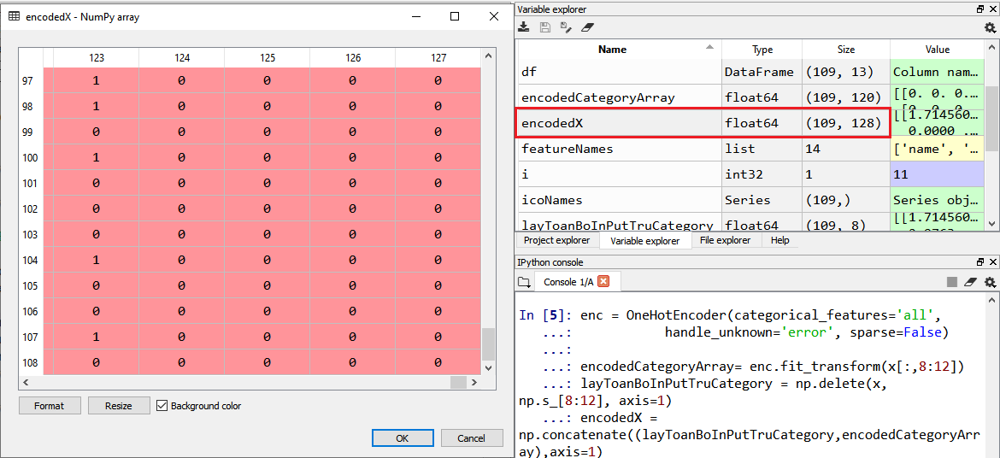 encodedX - NumPy array
123 124 125 126 127
97 1 0 0 0 0
98 1 0 0 0 0
99 0 0 0 0 0
100 1 0 0 0 0
101 0 0 0 0 0
102 0 0 0 0 0
103 0 0 0 0 0
104 1 0 0 0 0
105 0 0 0 0 0
106 0 0 0 0 0
107 1 0 0 0 0
108 0 0 0 0 0
Format Resize Background color
OK Cancel
Variable explorer
Name Type Size Value
df DataFrame (109, 13) Column nam…
encodedCategoryArray float64 (109, 120) [[0. 0. 0.…
encodedX float64 (109, 128) [[1.714560…
0.0000 .…
featureNames list 14 ['name', '…
i int32 1 11
icoNames Series (109,) Series obj…
layToanBoInPutTruCategory float64 (109, 8) [[1.714560…
Project explorer Variable explorer File explorer Help
IPython console
Console 1/A
In [5]: enc = OneHotEncoder(categorical_features='all',
...: handle_unknown='error', sparse=False)
...:
...: encodedCategoryArray= enc.fit_transform(x[:,8:12])
...: layToanBoInPutTruCategory = np.delete(x,
np.s_[8:12], axis=1)
...: encodedX =
np.concatenate((layToanBoInPutTruCategory,encodedCategoryArr
ay),axis=1)